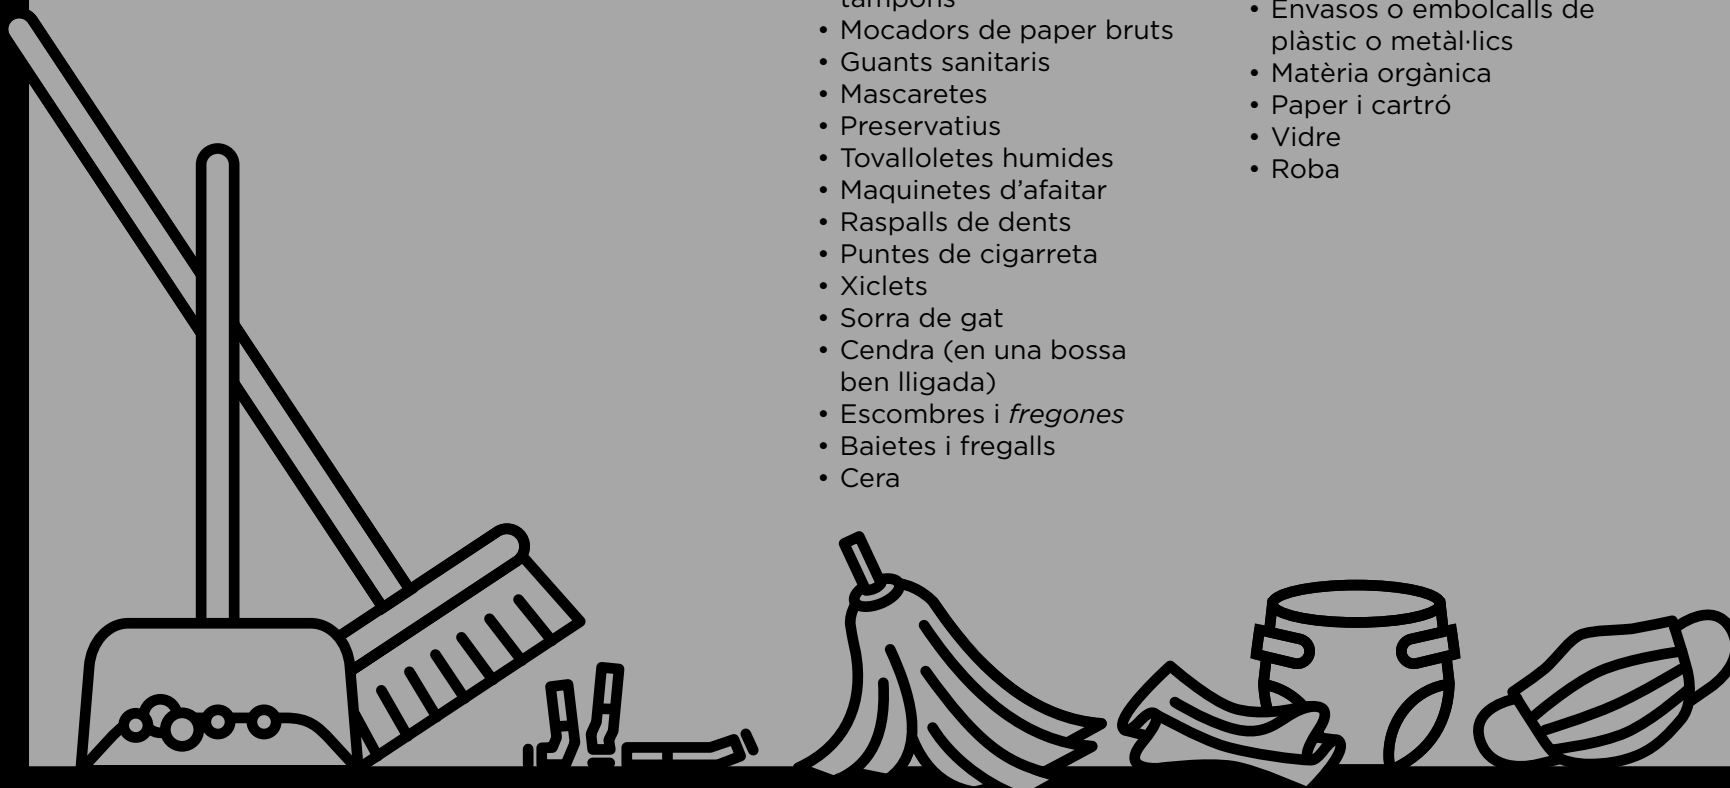 tampons
• Mocadors de paper bruts
• Guants sanitaris
• Mascaretes
• Preservatius
• Tovalloletes humides
• Maquinetes d’afaitar
• Raspalls de dents
• Puntes de cigarreta
• Xiclets
• Sorra de gat
• Cendra (en una bossa
ben lligada)
• Escombres i fregones
• Baietes i fregalls
• Cera
• Envasos o embolcalls de
plàstic o metàl·lics
• Matèria orgànica
• Paper i cartró
• Vidre
• Roba